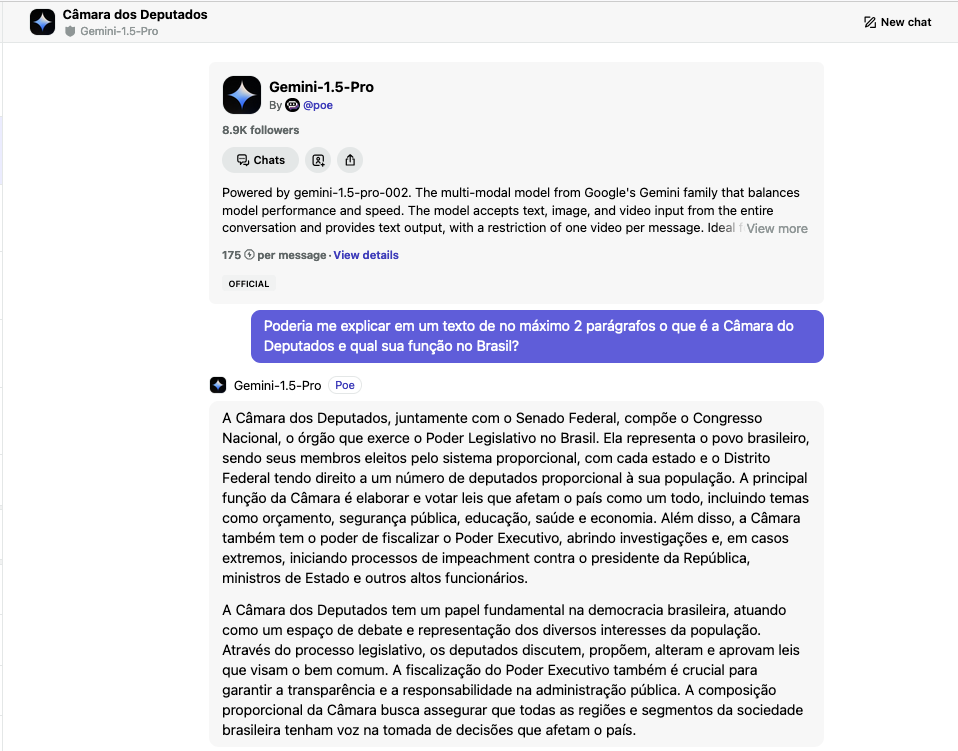 Câmara dos Deputados
Gemini-1.5-Pro
New chat
Gemini-1.5-Pro
By @poe
8.9K followers
Chats
Powered by gemini-1.5-pro-002. The multi-modal model from Google's Gemini family that balances
model performance and speed. The model accepts text, image, and video input from the entire
conversation and provides text output, with a restriction of one video per message. Ideal f View more
175 per message · View details
OFFICIAL
Poderia me explicar em um texto de no máximo 2 parágrafos o que é a Câmara do
Deputados e qual sua função no Brasil?
Gemini-1.5-Pro Poe
A Câmara dos Deputados, juntamente com o Senado Federal, compõe o Congresso
Nacional, o órgão que exerce o Poder Legislativo no Brasil. Ela representa o povo brasileiro,
sendo seus membros eleitos pelo sistema proporcional, com cada estado e o Distrito
Federal tendo direito a um número de deputados proporcional à sua população. A principal
função da Câmara é elaborar e votar leis que afetam o país como um todo, incluindo temas
como orçamento, segurança pública, educação, saúde e economia. Além disso, a Câmara
também tem o poder de fiscalizar o Poder Executivo, abrindo investigações e, em casos
extremos, iniciando processos de impeachment contra o presidente da República,
ministros de Estado e outros altos funcionários.
A Câmara dos Deputados tem um papel fundamental na democracia brasileira, atuando
como um espaço de debate e representação dos diversos interesses da população.
Através do processo legislativo, os deputados discutem, propõem, alteram e aprovam leis
que visam o bem comum. A fiscalização do Poder Executivo também é crucial para
garantir a transparência e a responsabilidade na administração pública. A composição
proporcional da Câmara busca assegurar que todas as regiões e segmentos da sociedade
brasileira tenham voz na tomada de decisões que afetam o país.